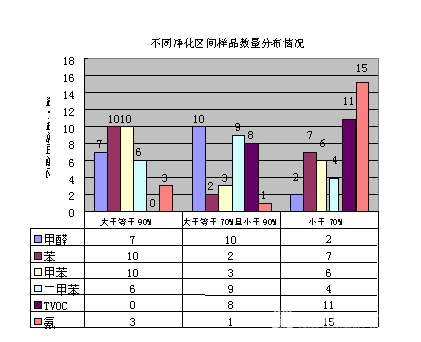 不同净化区间样品数量分布情况
18
16
14
12
10
8
6
4
2
0
7 10 10 6 0 3
10 2 3 9 8 1
2 7 6 4 11 15
大于等于90% 大于等于70%且小于90% 小于70%
甲醛 7 10 2
苯 10 2 7
甲苯 10 3 6
二甲苯 6 9 4
TVOC 0 8 11
氨 3 1 15